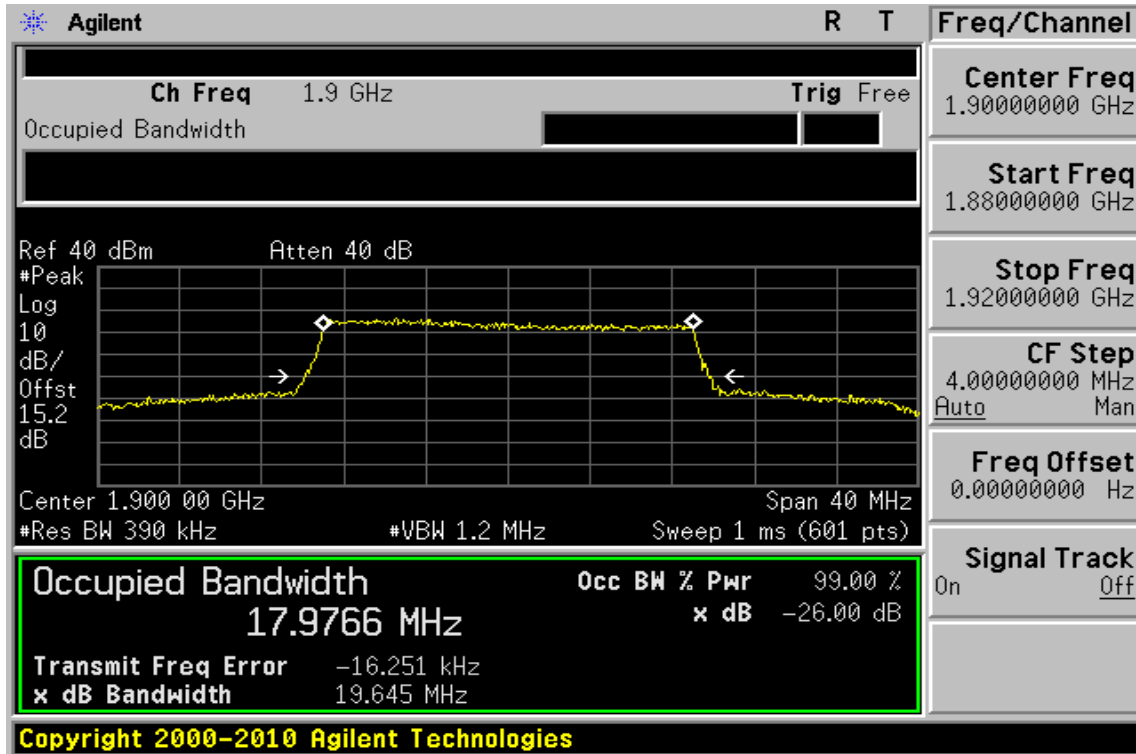 Agilent R T Freq/Channel
Ch Freq 1.9 GHz Trig Free
Occupied Bandwidth
Center Freq
1.90000000 GHz
Start Freq
1.88000000 GHz
Stop Freq
1.92000000 GHz
CF Step
4.00000000 MHz
Auto Man
Freq Offset
0.00000000 Hz
Signal Track
On Off
Ref 40 dBm Atten 40 dB
#Peak
Log
10
dB/
Offst
15.2
dB
Center 1.900 00 GHz Span 40 MHz
#Res BW 390 kHz #VBW 1.2 MHz Sweep 1 ms (601 pts)
Occupied Bandwidth Occ BW % Pwr 99.00 %
17.9766 MHz x dB -26.00 dB
Transmit Freq Error -16.251 kHz
x dB Bandwidth 19.645 MHz
Copyright 2000-2010 Agilent Technologies